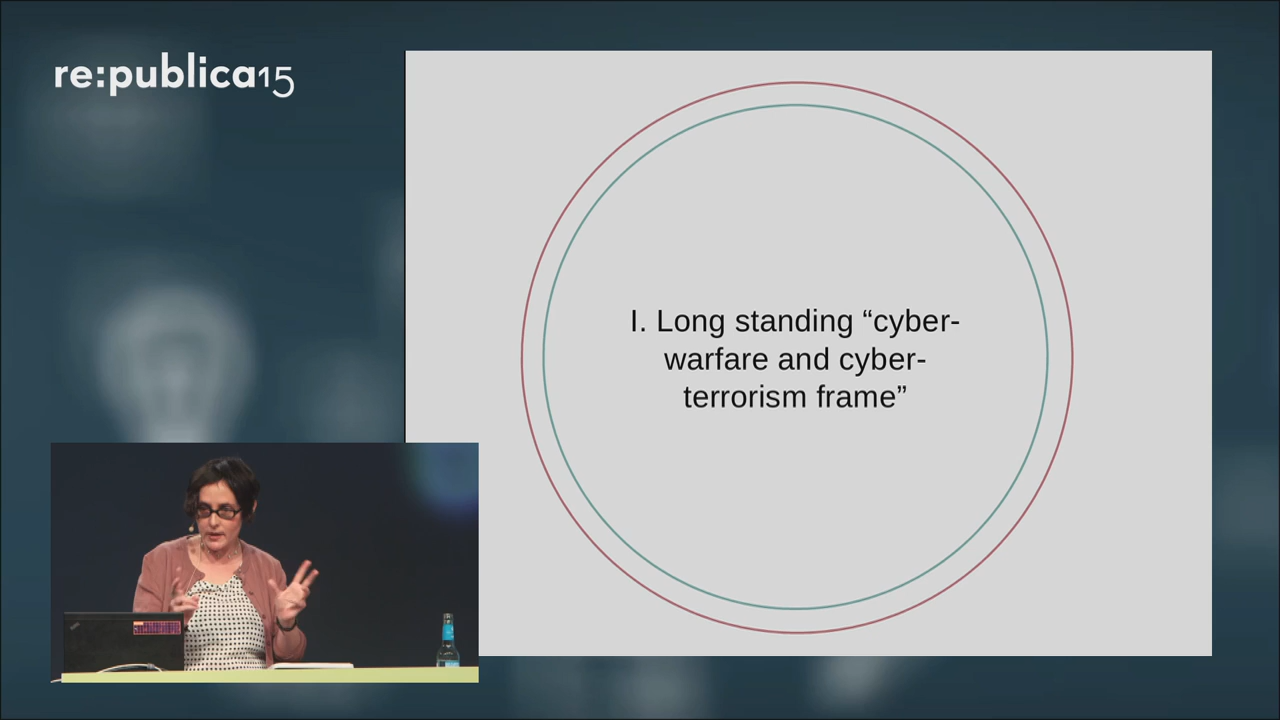 re:publica15
I. Long standing “cyber-
warfare and cyber-
terrorism frame”